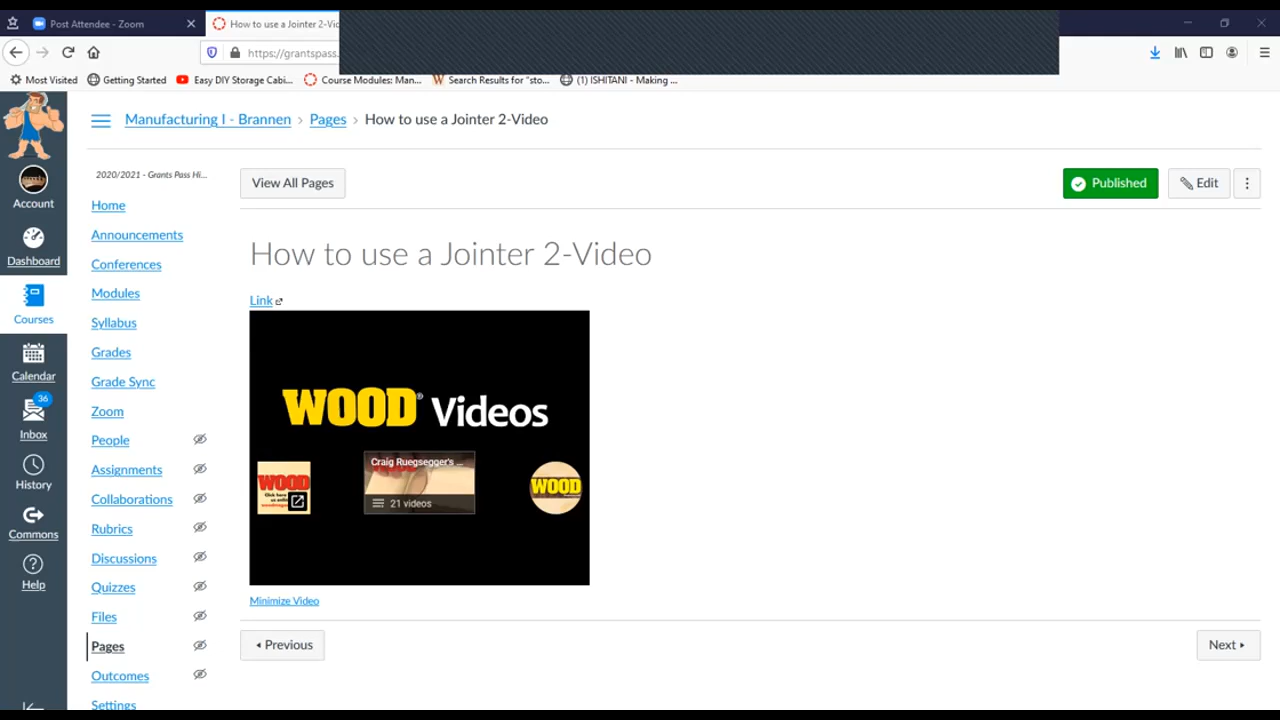 Post Attendee - Zoom
How to use a Jointer 2-Vid
https://grantspass.
Most Visited
Getting Started
Easy DIY Storage Cabi...
Course Modules: Man...
Search Results for "sto...
(1) ISHITANI - Making ...
Manufacturing I - Brannen
Pages
How to use a Jointer 2-Video
2020/2021 - Grants Pass Hi...
View All Pages
Published
Edit
Account
Dashboard
Courses
Calendar
36
Inbox
History
Commons
Help
Home
Announcements
Conferences
Modules
Syllabus
Grades
Grade Sync
Zoom
People
Assignments
Collaborations
Rubrics
Discussions
Quizzes
Files
Pages
Outcomes
Settings
How to use a Jointer 2-Video
Link
WOOD® Videos
WOOD
Click here
Craig Ruegsegger's ...
21 videos
WOOD
Minimize Video
Previous
Next